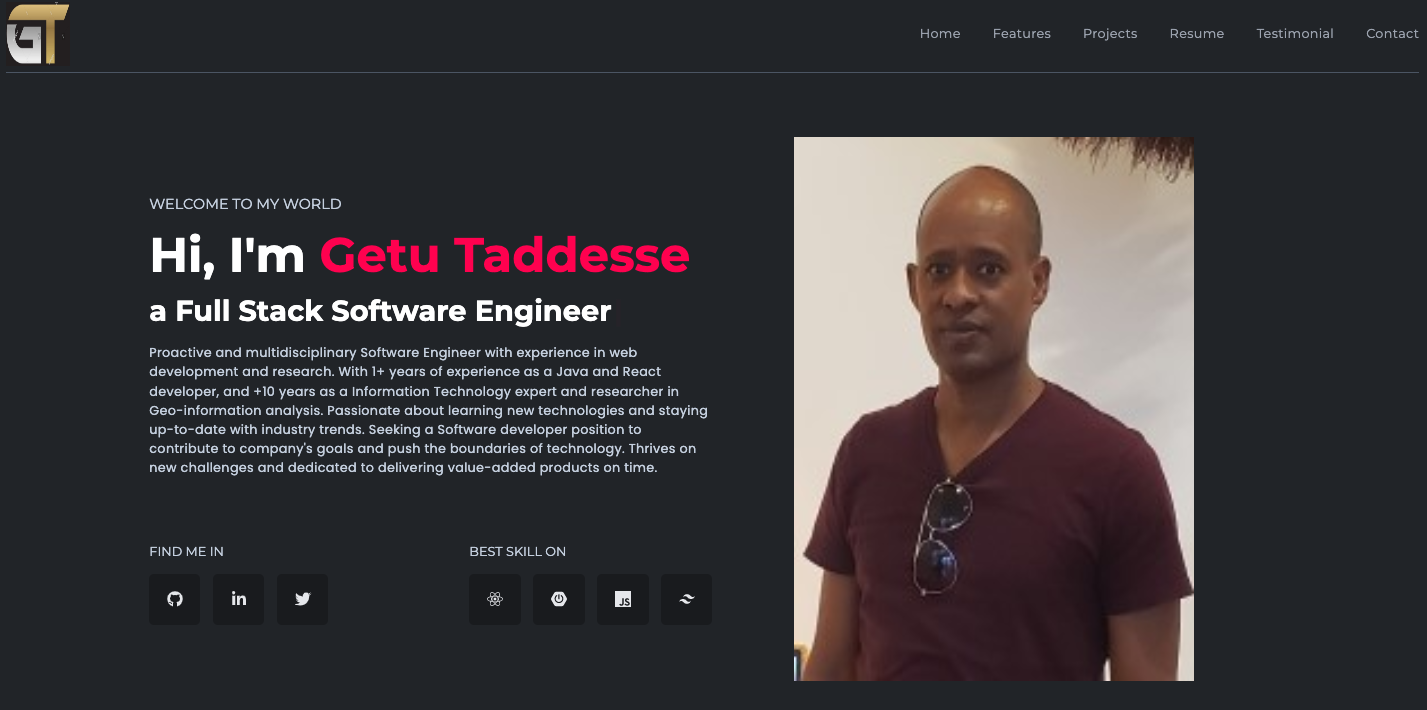 GT
Home Features Projects Resume Testimonial Contact
WELCOME TO MY WORLD
Hi, I'm Getu Taddesse
a Full Stack Software Engineer
Proactive and multidisciplinary Software Engineer with experience in web
development and research. With 1+ years of experience as a Java and React
developer, and +10 years as a Information Technology expert and researcher in
Geo-information analysis. Passionate about learning new technologies and staying
up-to-date with industry trends. Seeking a Software developer position to
contribute to company's goals and push the boundaries of technology. Thrives on
new challenges and dedicated to delivering value-added products on time.
FIND ME IN
BEST SKILL ON
in
JS